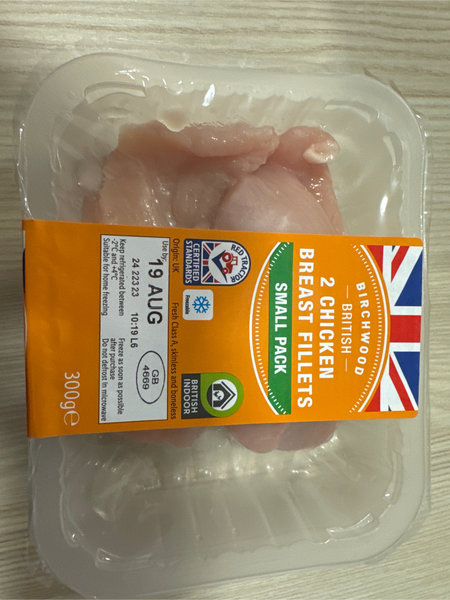 BIRCHWOOD
— BRITISH —
2 CHICKEN
BREAST FILLETS
SMALL PACK
RED TRACTOR
CERTIFIED
STANDARDS
Freezable
BRITISH
INDOOR
Origin: UK
Fresh Class A, skinless and boneless
Use by:
19 AUG
24 223 23
10:19 L6
GB
4669
Keep refrigerated between
-2°C and +4°C
Suitable for home freezing
Freeze as soon as possible
after purchase
Do not defrost in microwave
300g℮